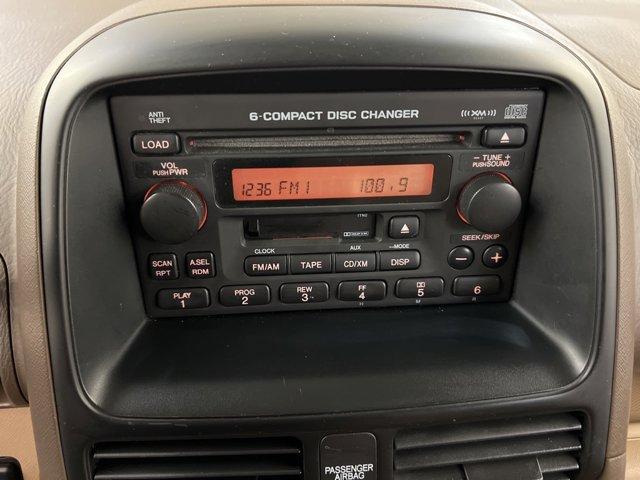 ANTI
THEFT
6-COMPACT DISC CHANGER
(((XM)))
disc
LOAD
VOL
PUSH PWR
1236 FM1 100.9
− TUNE +
PUSH SOUND
SEEK/SKIP
− +
CLOCK AUX −MODE
FM/AM TAPE CD/XM DISP
SCAN
RPT
A.SEL
RDM
PLAY
1
PROG
2
REW
3
FF
4
5
6
H M R
PASSENGER
AIRBAG